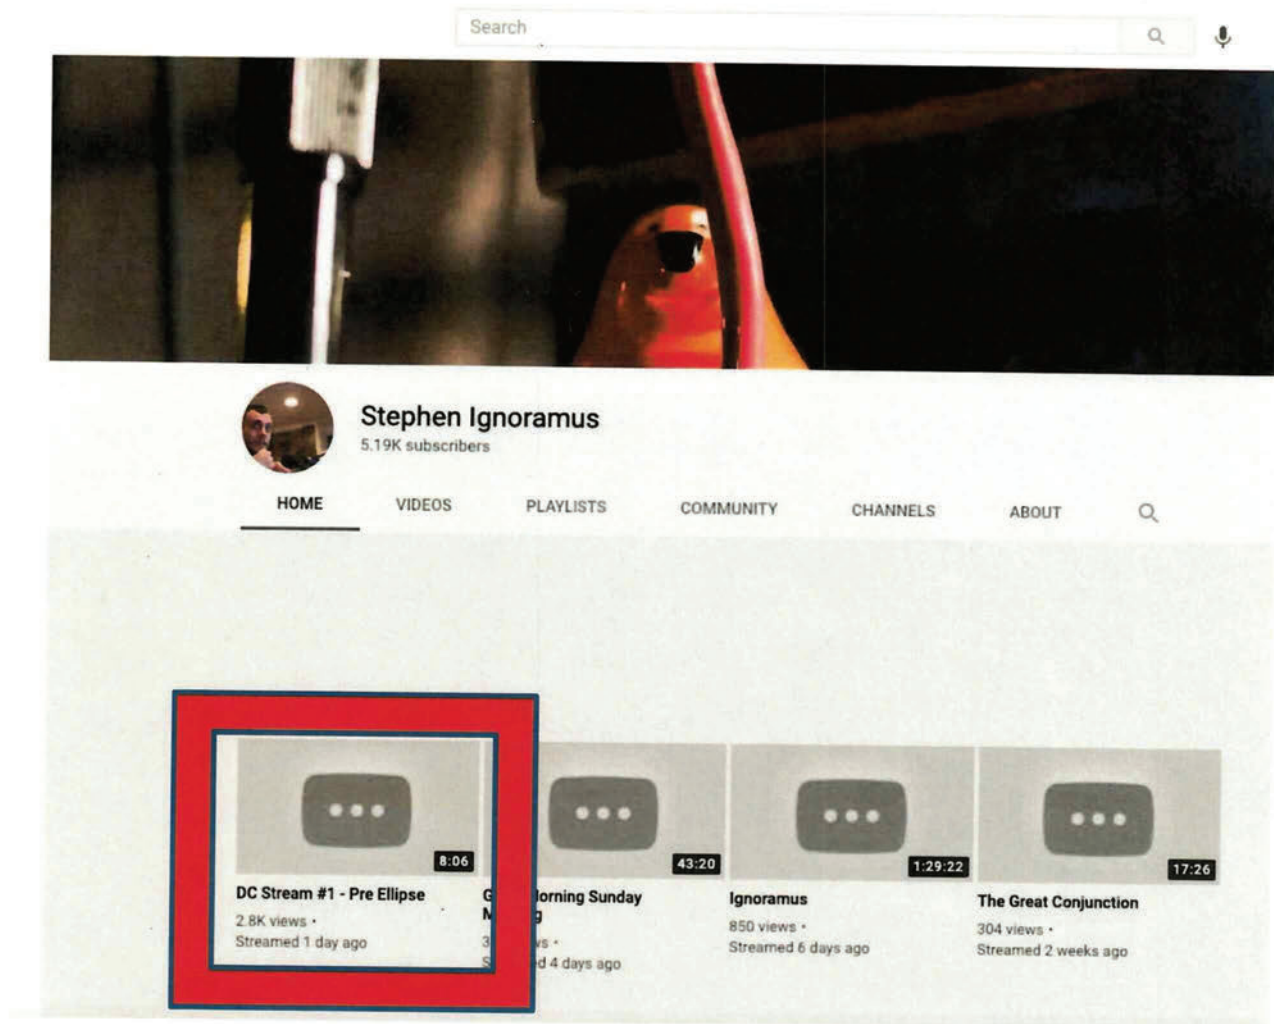 Search
Stephen Ignoramus
5.19K subscribers
HOME VIDEOS PLAYLISTS COMMUNITY CHANNELS ABOUT
8:06
43:20
1:29:22
17:26
DC Stream #1 - Pre Ellipse
2.8K views •
Streamed 1 day ago
G orning Sunday
M g
3 ws •
S d 4 days ago
Ignoramus
850 views •
Streamed 6 days ago
The Great Conjunction
304 views •
Streamed 2 weeks ago